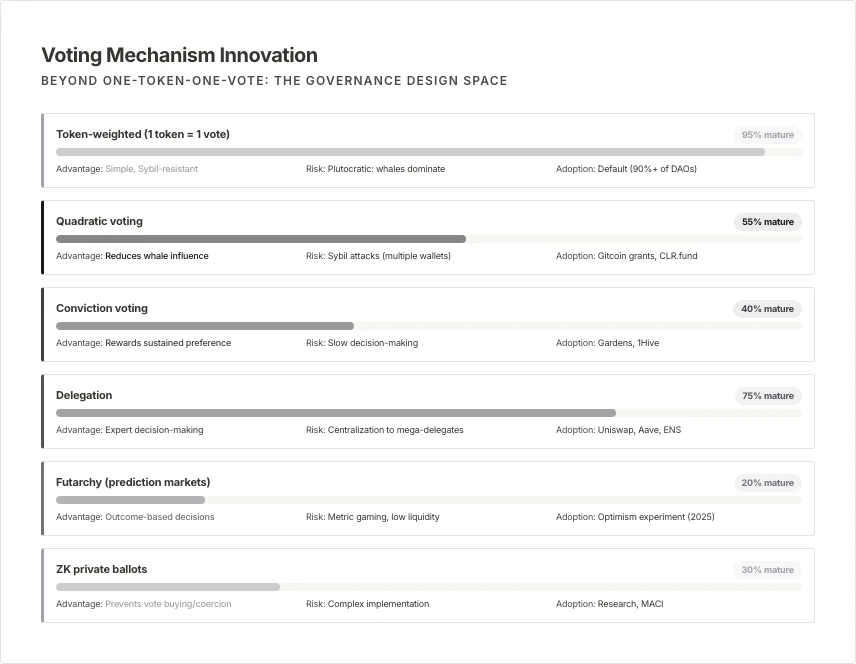 Voting Mechanism Innovation
BEYOND ONE-TOKEN-ONE-VOTE: THE GOVERNANCE DESIGN SPACE
Token-weighted (1 token = 1 vote)
95% mature
Advantage: Simple, Sybil-resistant
Risk: Plutocratic: whales dominate
Adoption: Default (90%+ of DAOs)
Quadratic voting
55% mature
Advantage: Reduces whale influence
Risk: Sybil attacks (multiple wallets)
Adoption: Gitcoin grants, CLR.fund
Conviction voting
40% mature
Advantage: Rewards sustained preference
Risk: Slow decision-making
Adoption: Gardens, 1Hive
Delegation
75% mature
Advantage: Expert decision-making
Risk: Centralization to mega-delegates
Adoption: Uniswap, Aave, ENS
Futarchy (prediction markets)
20% mature
Advantage: Outcome-based decisions
Risk: Metric gaming, low liquidity
Adoption: Optimism experiment (2025)
ZK private ballots
30% mature
Advantage: Prevents vote buying/coercion
Risk: Complex implementation
Adoption: Research, MACI